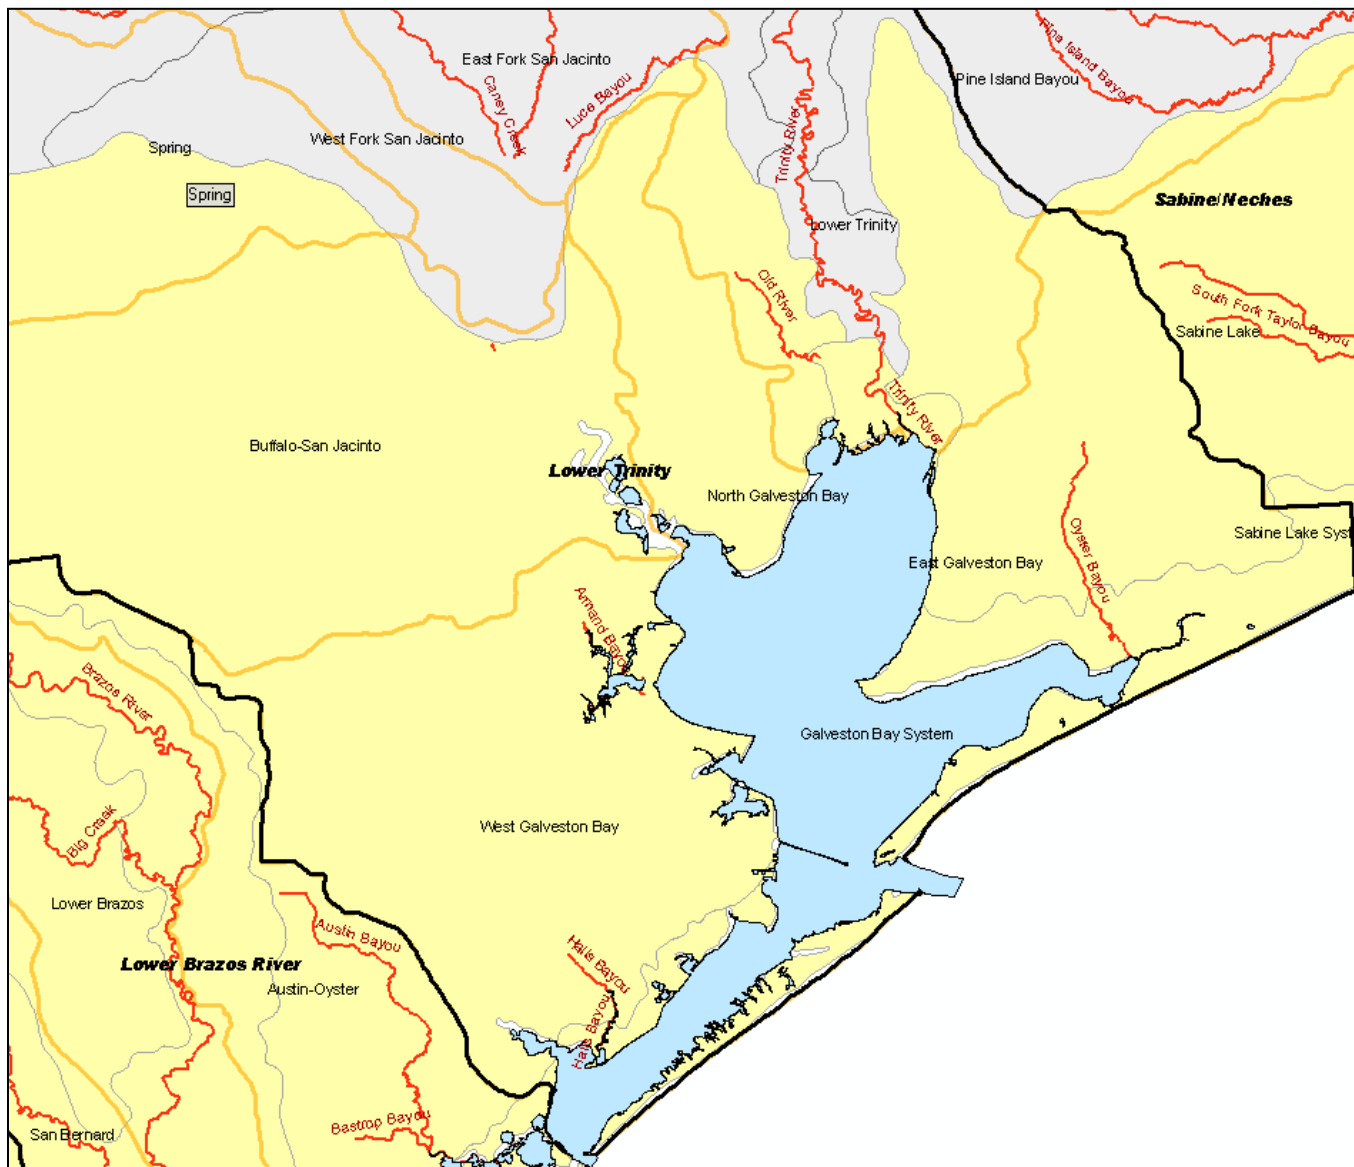 East Fork San Jacinto
Pine Island Bayou
Pine Island Bayou
Caney Creek
Luce Bayou
West Fork San Jacinto
Trinity River
Spring
Spring
Sabine/Neches
Lower Trinity
Old River
South Fork Taylor Bayou
Sabine Lake
Trinity River
Buffalo-San Jacinto
Lower Trinity
North Galveston Bay
Oyster Bayou
Sabine Lake Syst
East Galveston Bay
Armand Bayou
Brazos River
Galveston Bay System
Big Creek
West Galveston Bay
Lower Brazos
Austin Bayou
Lower Brazos River
Halls Bayou
Austin-Oyster
Halls Bayou
Bastrop Bayou
San Bernard